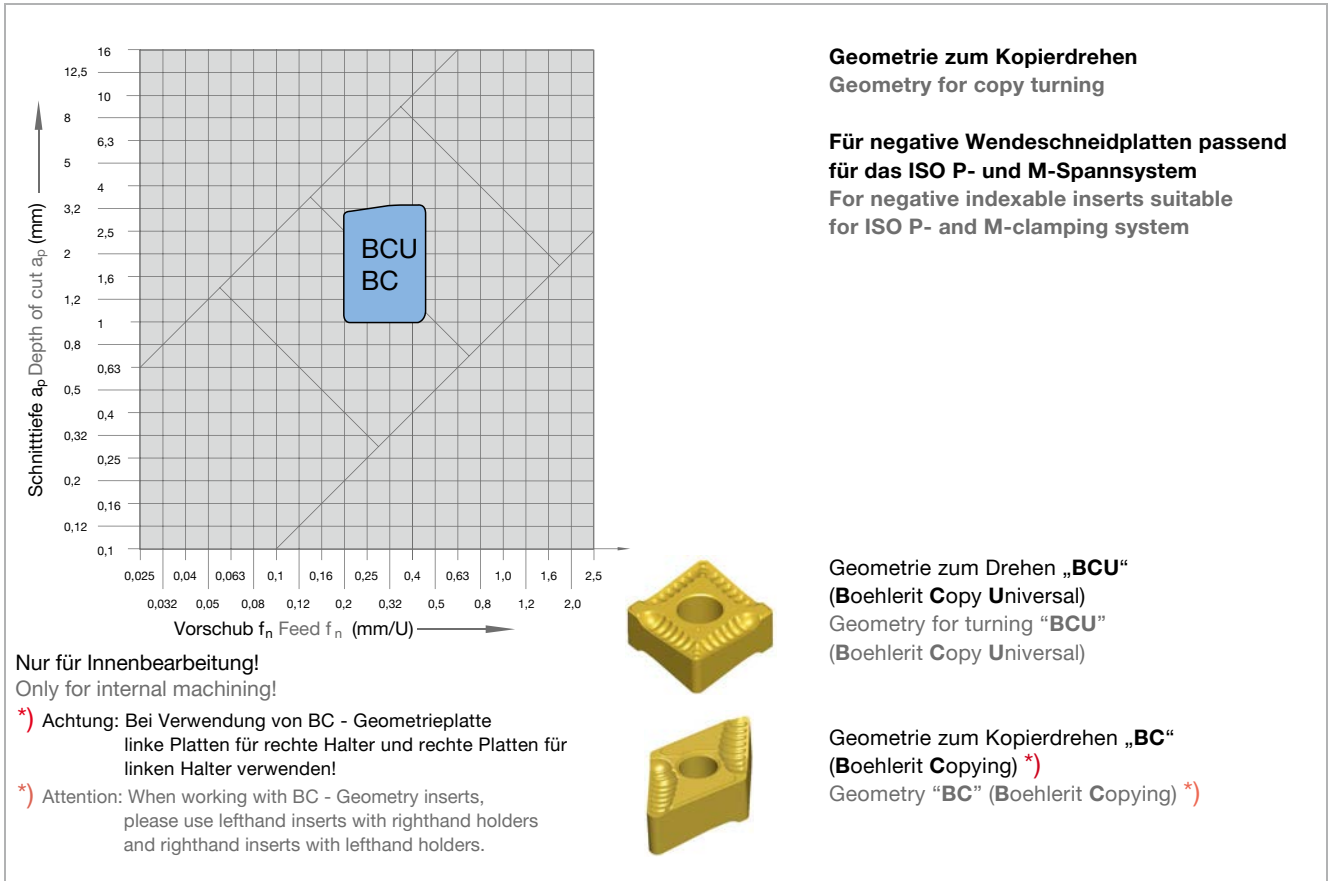 16
12,5
10
8
6,3
5
4
3,2
2,5
2
1,6
1,2
1
0,8
0,63
0,5
0,4
0,32
0,25
0,2
0,16
0,12
0,1
Schnitttiefe ap Depth of cut ap (mm)
BCU
BC
0,025 0,04 0,063 0,1 0,16 0,25 0,4 0,63 1,0 1,6 2,5
0,032 0,05 0,08 0,12 0,2 0,32 0,5 0,8 1,2 2,0
Vorschub fn Feed fn (mm/U)
Nur für Innenbearbeitung!
Only for internal machining!
*) Achtung: Bei Verwendung von BC - Geometrieplatte
linke Platten für rechte Halter und rechte Platten für
linken Halter verwenden!
*) Attention: When working with BC - Geometry inserts,
please use lefthand inserts with righthand holders
and righthand inserts with lefthand holders.
Geometrie zum Kopierdrehen
Geometry for copy turning
Für negative Wendeschneidplatten passend
für das ISO P- und M-Spannsystem
For negative indexable inserts suitable
for ISO P- and M-clamping system
Geometrie zum Drehen „BCU“
(Boehlerit Copy Universal)
Geometry for turning “BCU”
(Boehlerit Copy Universal)
Geometrie zum Kopierdrehen „BC“
(Boehlerit Copying) *)
Geometry “BC” (Boehlerit Copying) *)